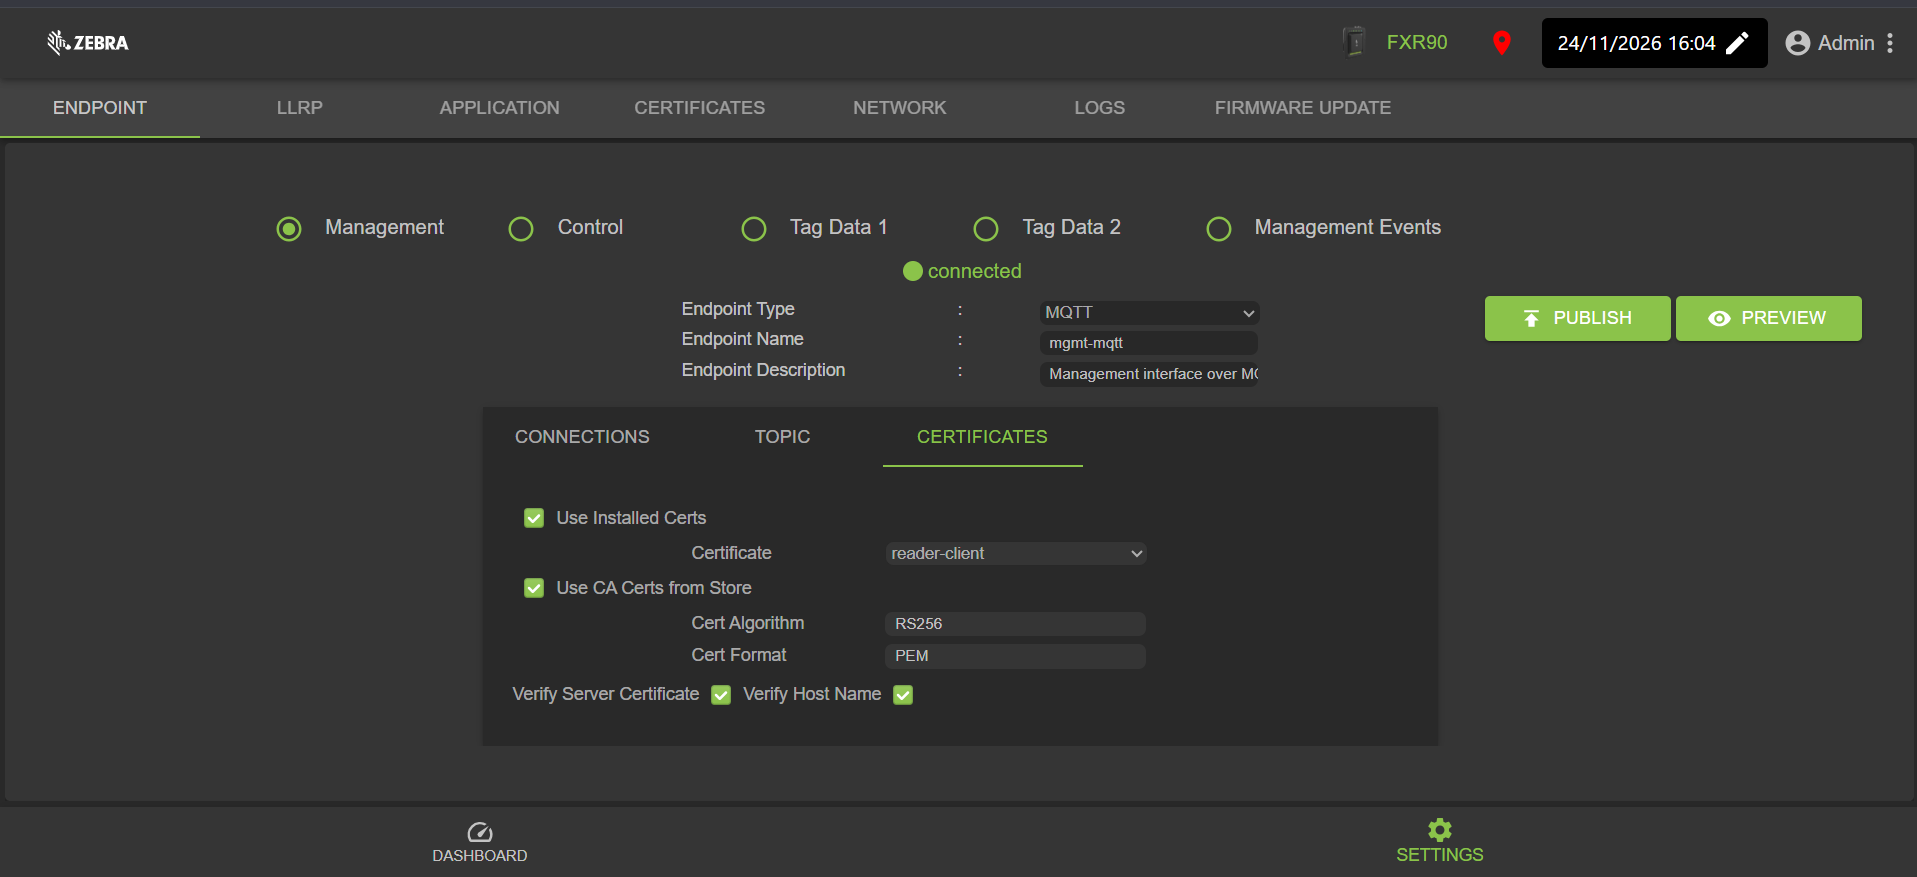 ZEBRA
FXR90
24/11/2026 16:04
Admin
ENDPOINT
LLRP
APPLICATION
CERTIFICATES
NETWORK
LOGS
FIRMWARE UPDATE
Management
Control
Tag Data 1
Tag Data 2
Management Events
connected
Endpoint Type : MQTT
Endpoint Name : mgmt-mqtt
Endpoint Description : Management interface over MQ
PUBLISH
PREVIEW
CONNECTIONS
TOPIC
CERTIFICATES
Use Installed Certs
Certificate reader-client
Use CA Certs from Store
Cert Algorithm RS256
Cert Format PEM
Verify Server Certificate Verify Host Name
DASHBOARD
SETTINGS